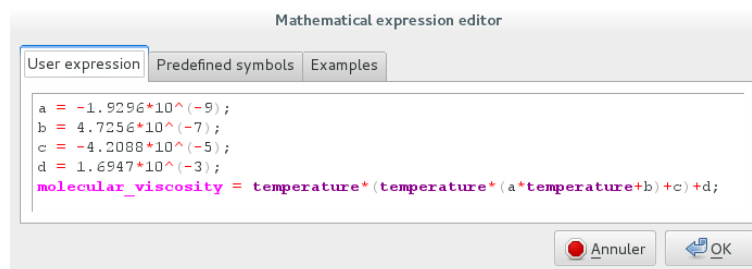 Mathematical expression editor
User expression Predefined symbols Examples
a = -1.9296*10^(-9);
b = 4.7256*10^(-7);
c = -4.2088*10^(-5);
d = 1.6947*10^(-3);
molecular_viscosity = temperature*(temperature*(a*temperature+b)+c)+d;
Annuler OK